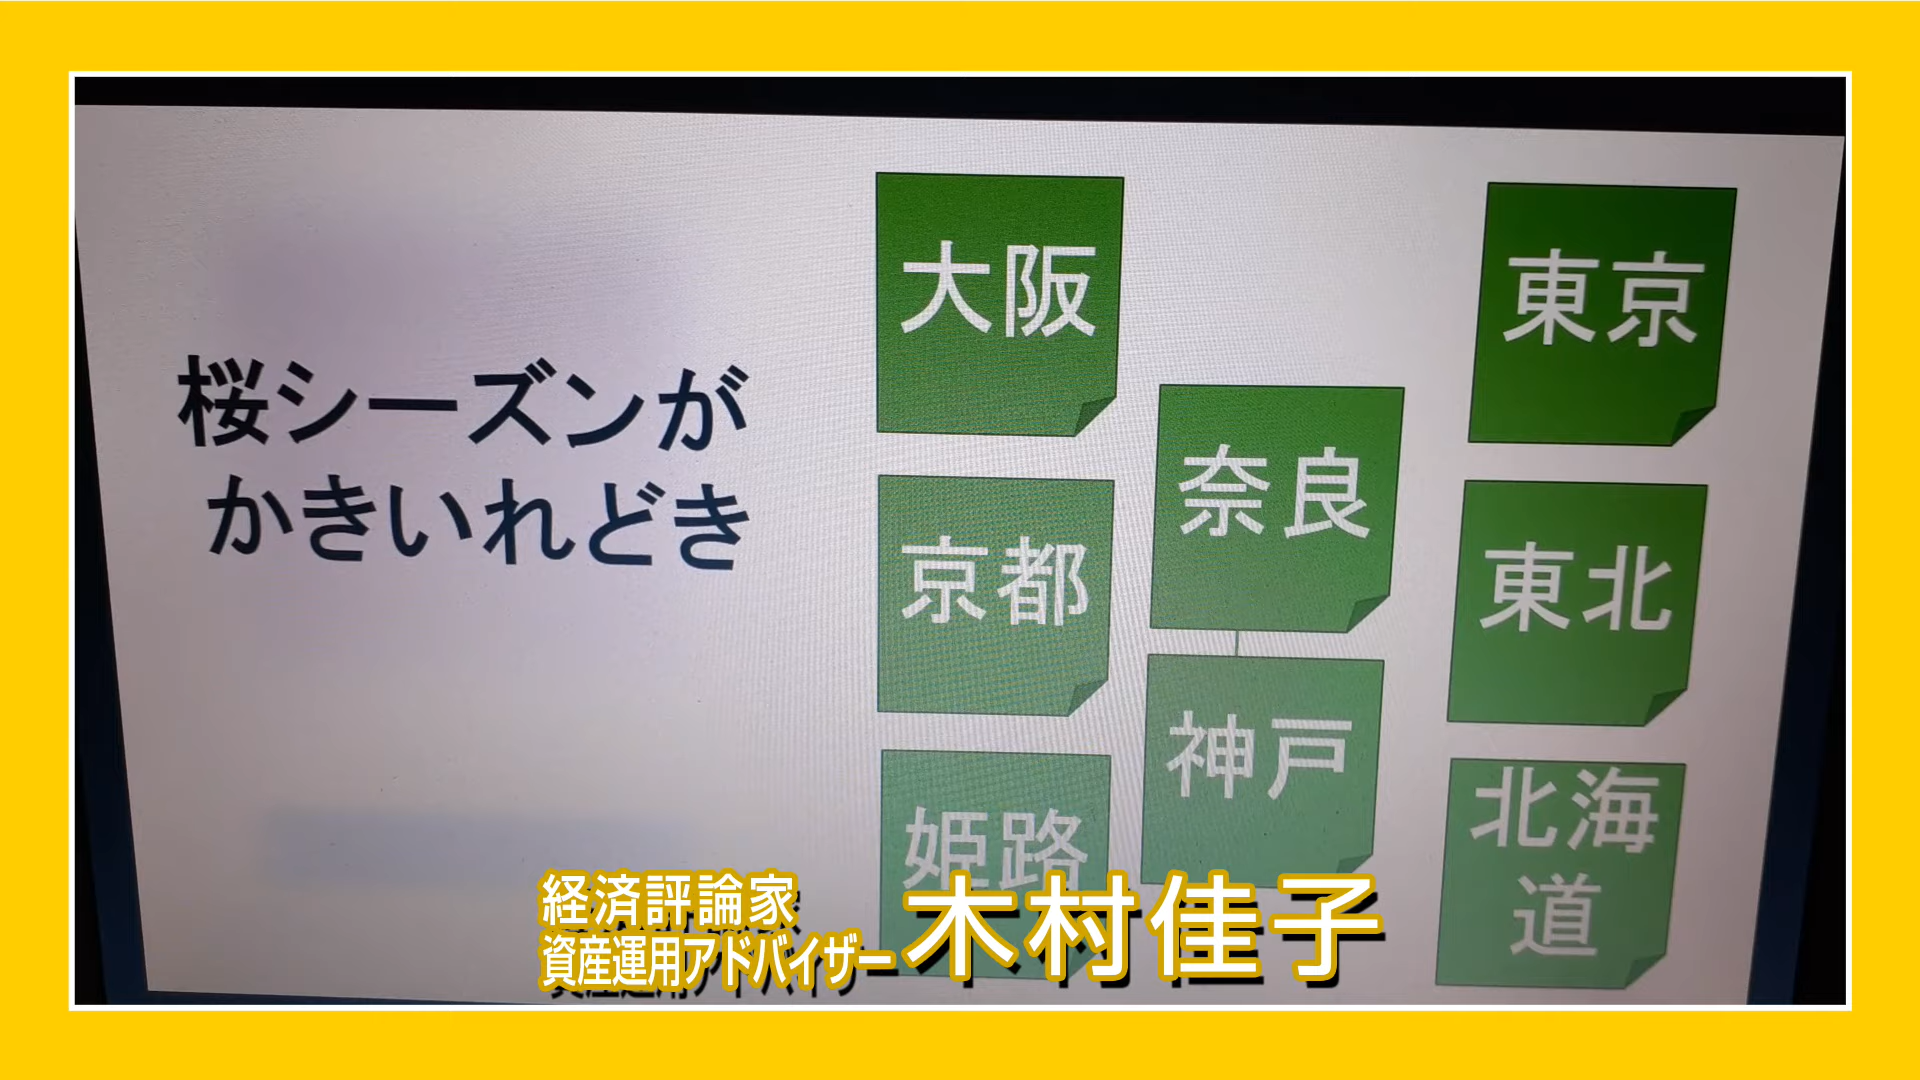 桜シーズンが
かきいれどき
大阪
京都
姫路
奈良
神戸
東京
東北
北海
道
経済評論家
資産運用アドバイザー
木村佳子